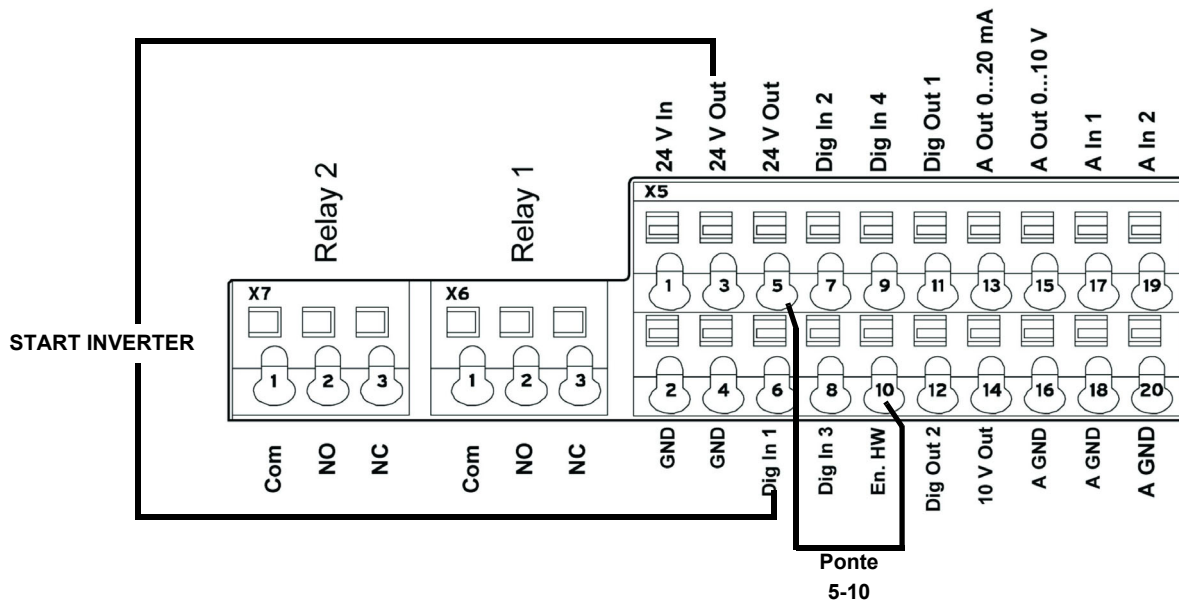 24 V In
24 V Out
24 V Out
Dig In 2
Dig In 4
Dig Out 1
A Out 0...20 mA
A Out 0...10 V
A In 1
A In 2
Relay 2
Relay 1
X5
1 3 5 7 9 11 13 15 17 19
X7
X6
START INVERTER
1 2 3
1 2 3
2 4 6 8 10 12 14 16 18 20
Com
NO
NC
Com
NO
NC
GND
GND
Dig In 1
Dig In 3
En. HW
Dig Out 2
10 V Out
A GND
A GND
A GND
Ponte
5-10